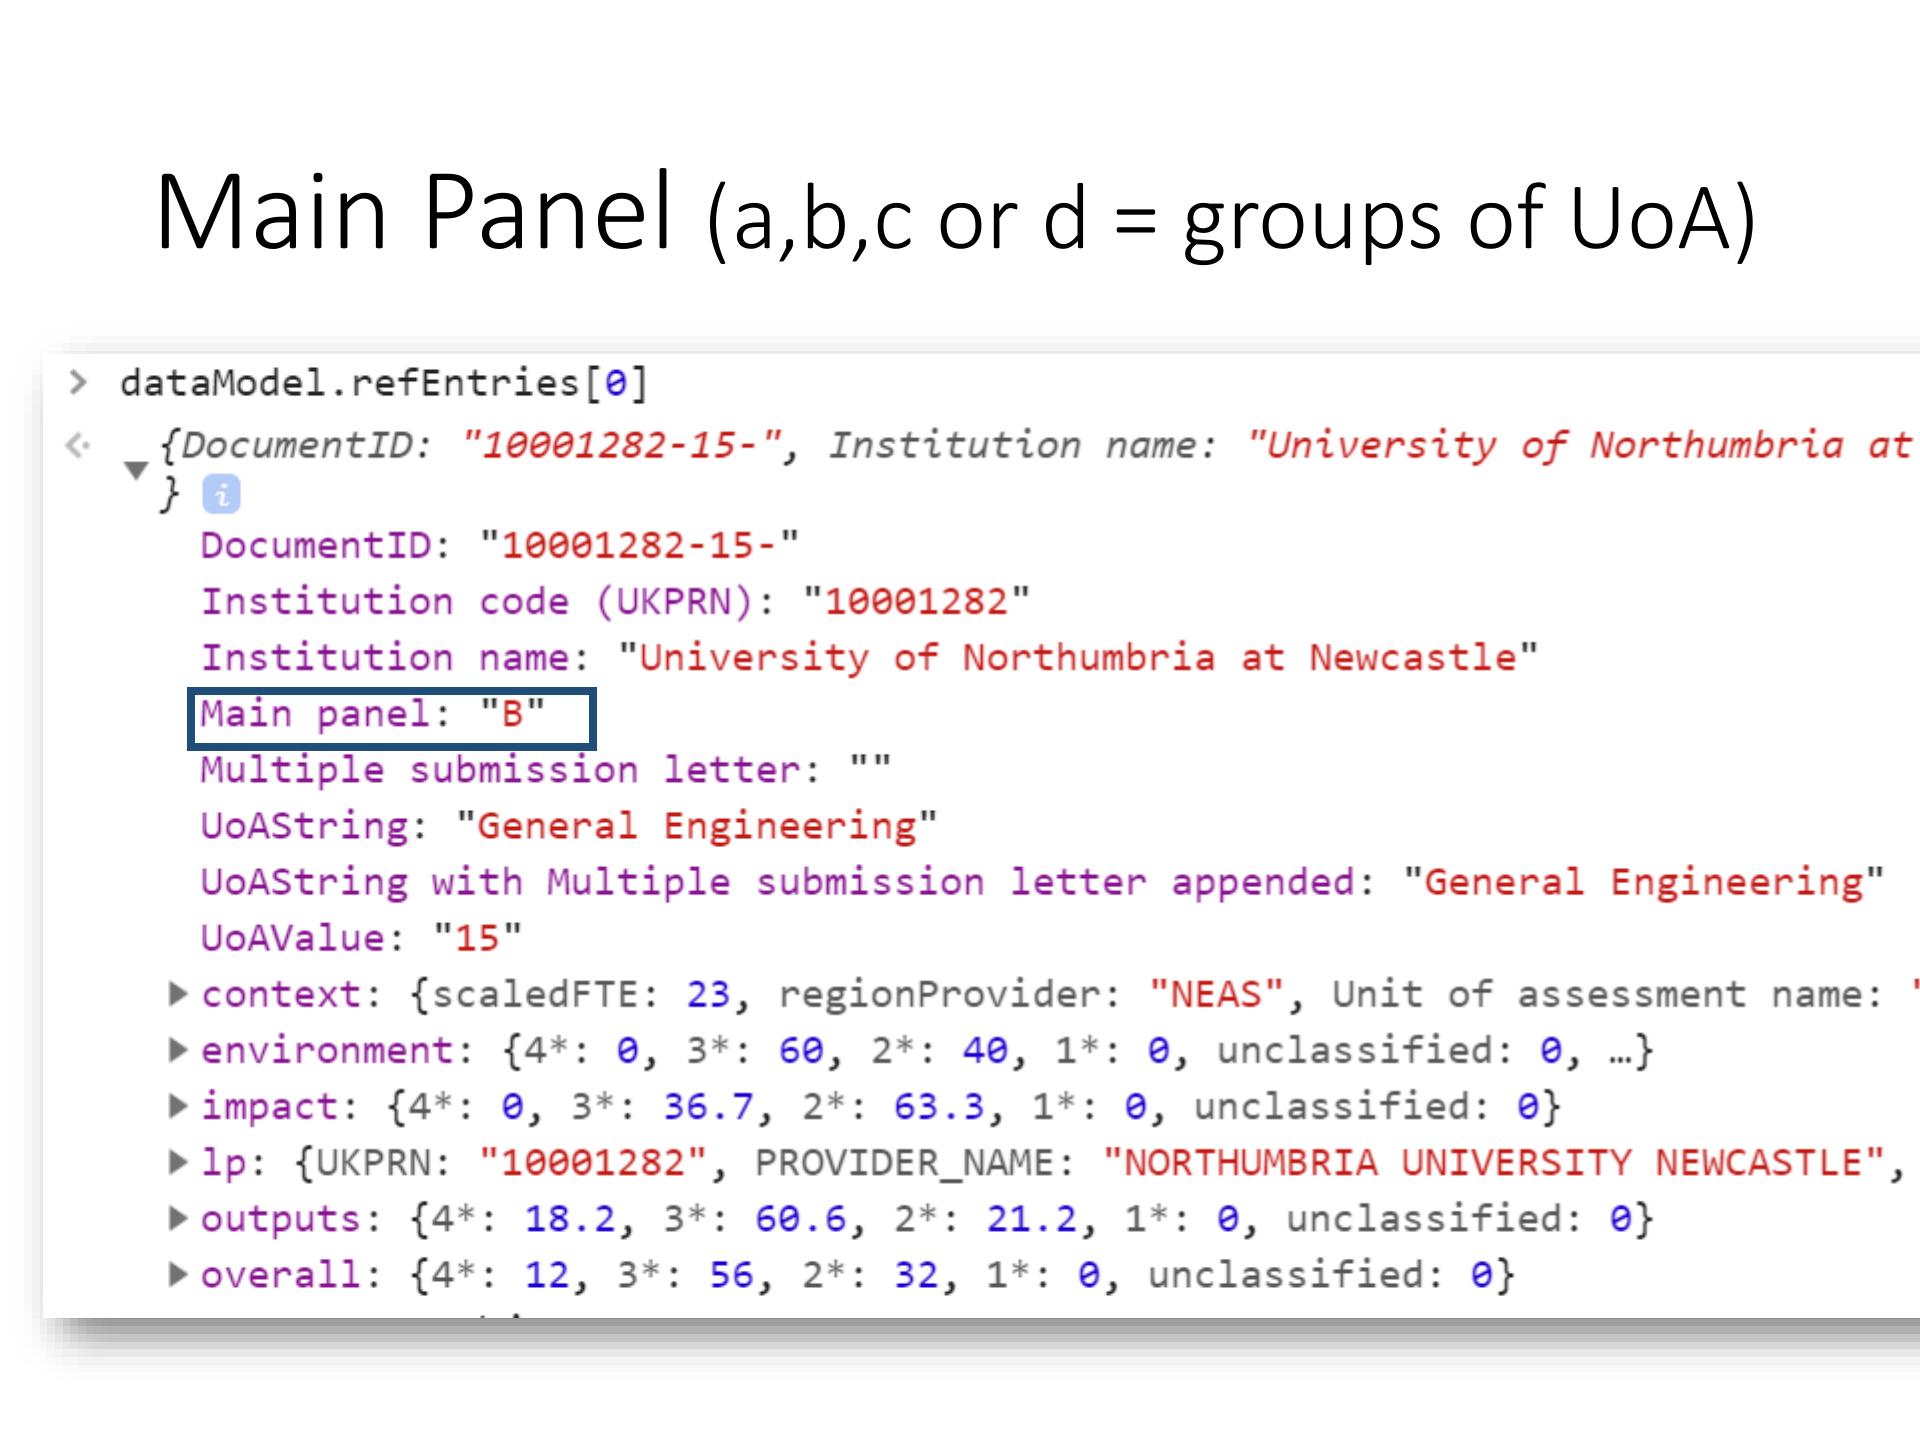 Main Panel (a,b,c or d = groups of UoA)
> dataModel.refEntries[0]
{DocumentID: "10001282-15-", Institution name: "University of Northumbria at
} i
DocumentID: "10001282-15-"
Institution code (UKPRN): "10001282"
Institution name: "University of Northumbria at Newcastle"
Main panel: "B"
Multiple submission letter: ""
UoAString: "General Engineering"
UoAString with Multiple submission letter appended: "General Engineering"
UoAValue: "15"
context: {scaledFTE: 23, regionProvider: "NEAS", Unit of assessment name: "
environment: {4*: 0, 3*: 60, 2*: 40, 1*: 0, unclassified: 0, …}
impact: {4*: 0, 3*: 36.7, 2*: 63.3, 1*: 0, unclassified: 0}
lp: {UKPRN: "10001282", PROVIDER_NAME: "NORTHUMBRIA UNIVERSITY NEWCASTLE",
outputs: {4*: 18.2, 3*: 60.6, 2*: 21.2, 1*: 0, unclassified: 0}
overall: {4*: 12, 3*: 56, 2*: 32, 1*: 0, unclassified: 0}